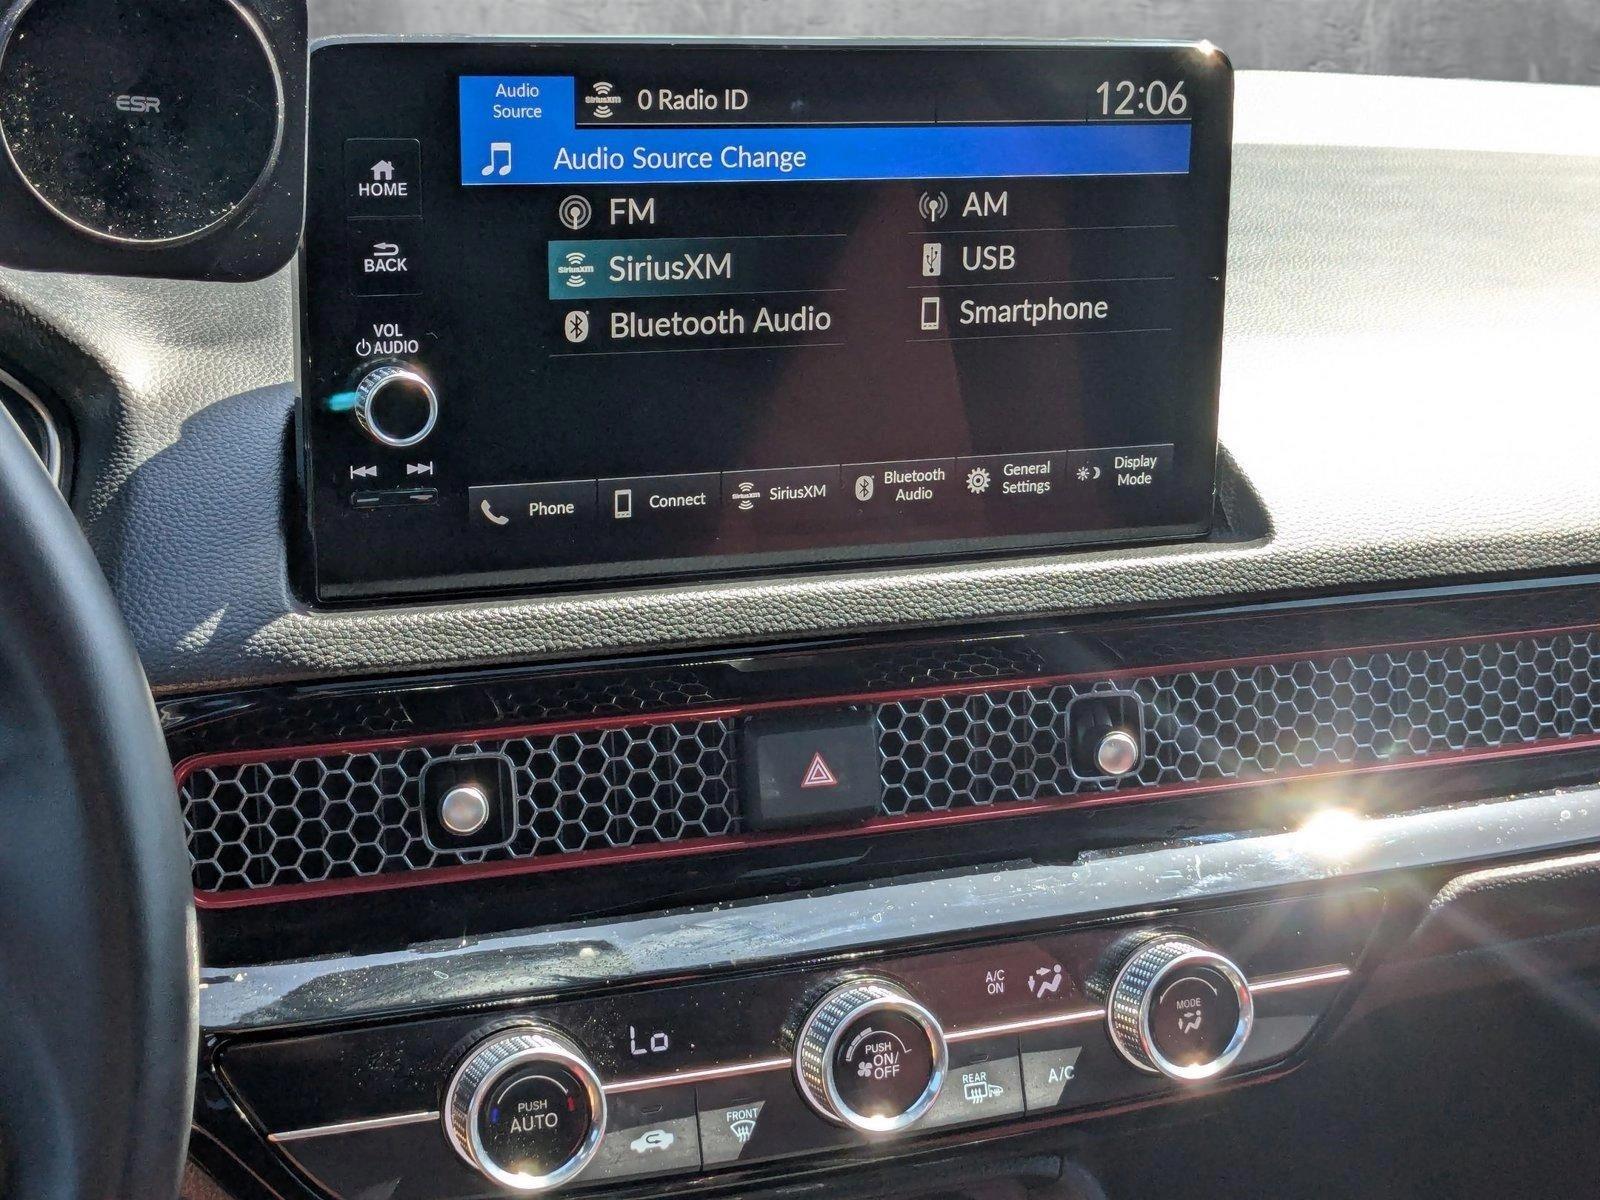 ESR
Audio
Source
SiriusXM
0 Radio ID
12:06
Audio Source Change
HOME
BACK
VOL
AUDIO
FM
AM
SiriusXM
SiriusXM
USB
Bluetooth Audio
Smartphone
Phone
Connect
SiriusXM
SiriusXM
Bluetooth
Audio
General
Settings
Display
Mode
Lo
A/C
ON
PUSH
AUTO
FRONT
PUSH
ON/
OFF
REAR
A/C
MODE